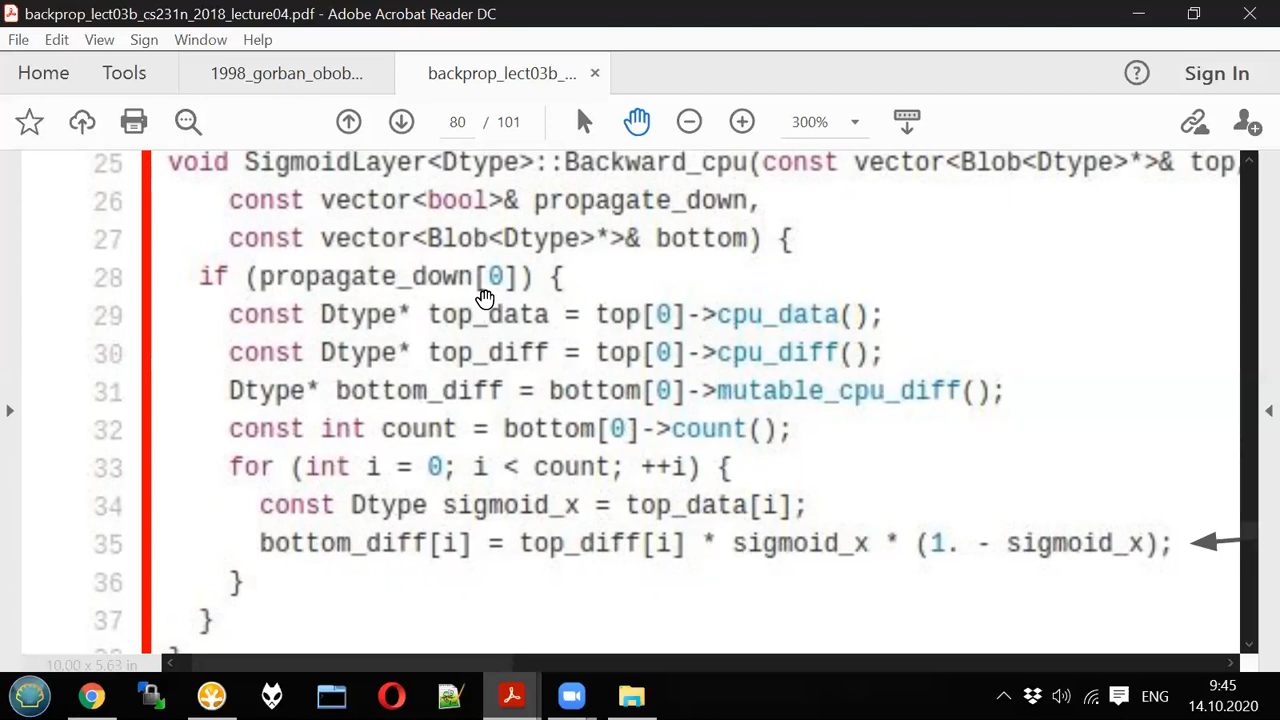 backprop_lect03b_cs231n_2018_lecture04.pdf - Adobe Acrobat Reader DC
File Edit View Sign Window Help
Home Tools 1998_gorban_obob... backprop_lect03b_... × ? Sign In
80 / 101 300%
25 void SigmoidLayer<Dtype>::Backward_cpu(const vector<Blob<Dtype>*>& top,
26 const vector<bool>& propagate_down,
27 const vector<Blob<Dtype>*>& bottom) {
28 if (propagate_down[0]) {
29 const Dtype* top_data = top[0]->cpu_data();
30 const Dtype* top_diff = top[0]->cpu_diff();
31 Dtype* bottom_diff = bottom[0]->mutable_cpu_diff();
32 const int count = bottom[0]->count();
33 for (int i = 0; i < count; ++i) {
34 const Dtype sigmoid_x = top_data[i];
35 bottom_diff[i] = top_diff[i] * sigmoid_x * (1. - sigmoid_x);
36 }
37 }
10,00 x 5,63 in
ENG 9:45
14.10.2020